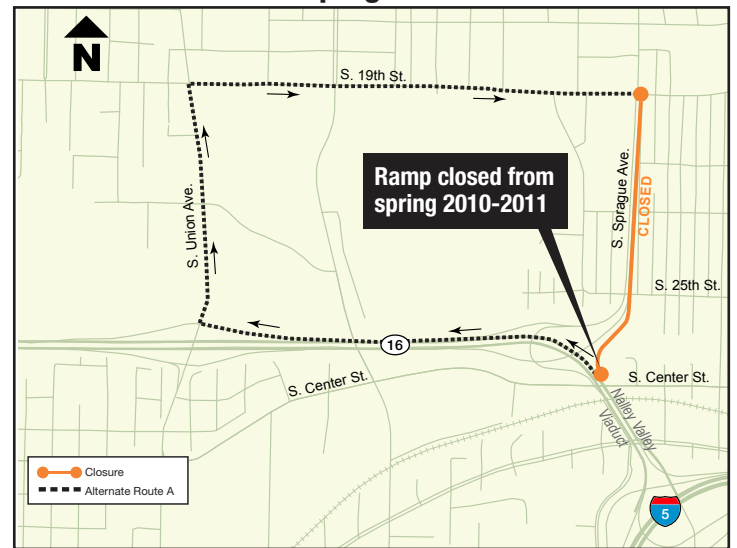 N
S. 19th St.
Ramp closed from
spring 2010-2011
S. Union Ave.
S. Sprague Ave.
CLOSED
S. 25th St.
16
S. Center St.
S. Center St.
Nalley Valley
Viaduct
Closure
Alternate Route A
5